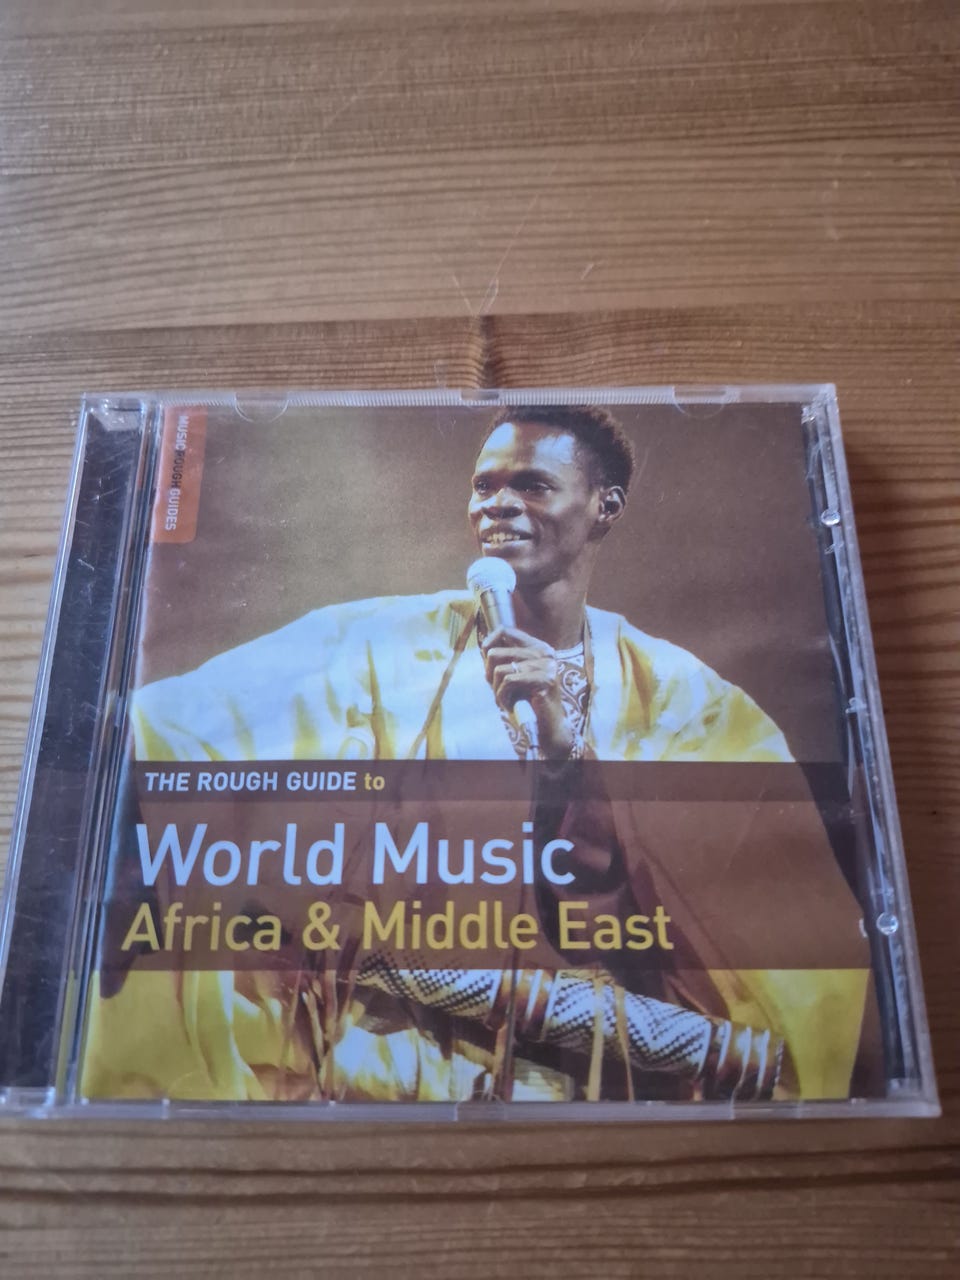 MUSIC ROUGH GUIDES
THE ROUGH GUIDE to
World Music
Africa & Middle East